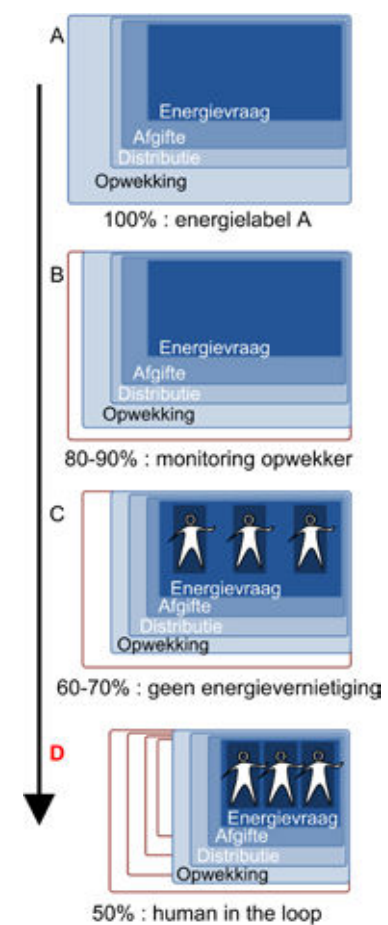 A
Energievraag
Afgifte
Distributie
Opwekking
100% : energielabel A
B
Energievraag
Afgifte
Distributie
Opwekking
80-90% : monitoring opwekker
C
Energievraag
Afgifte
Distributie
Opwekking
60-70% : geen energievernietiging
D
Energievraag
Afgifte
Distributie
Opwekking
50% : human in the loop